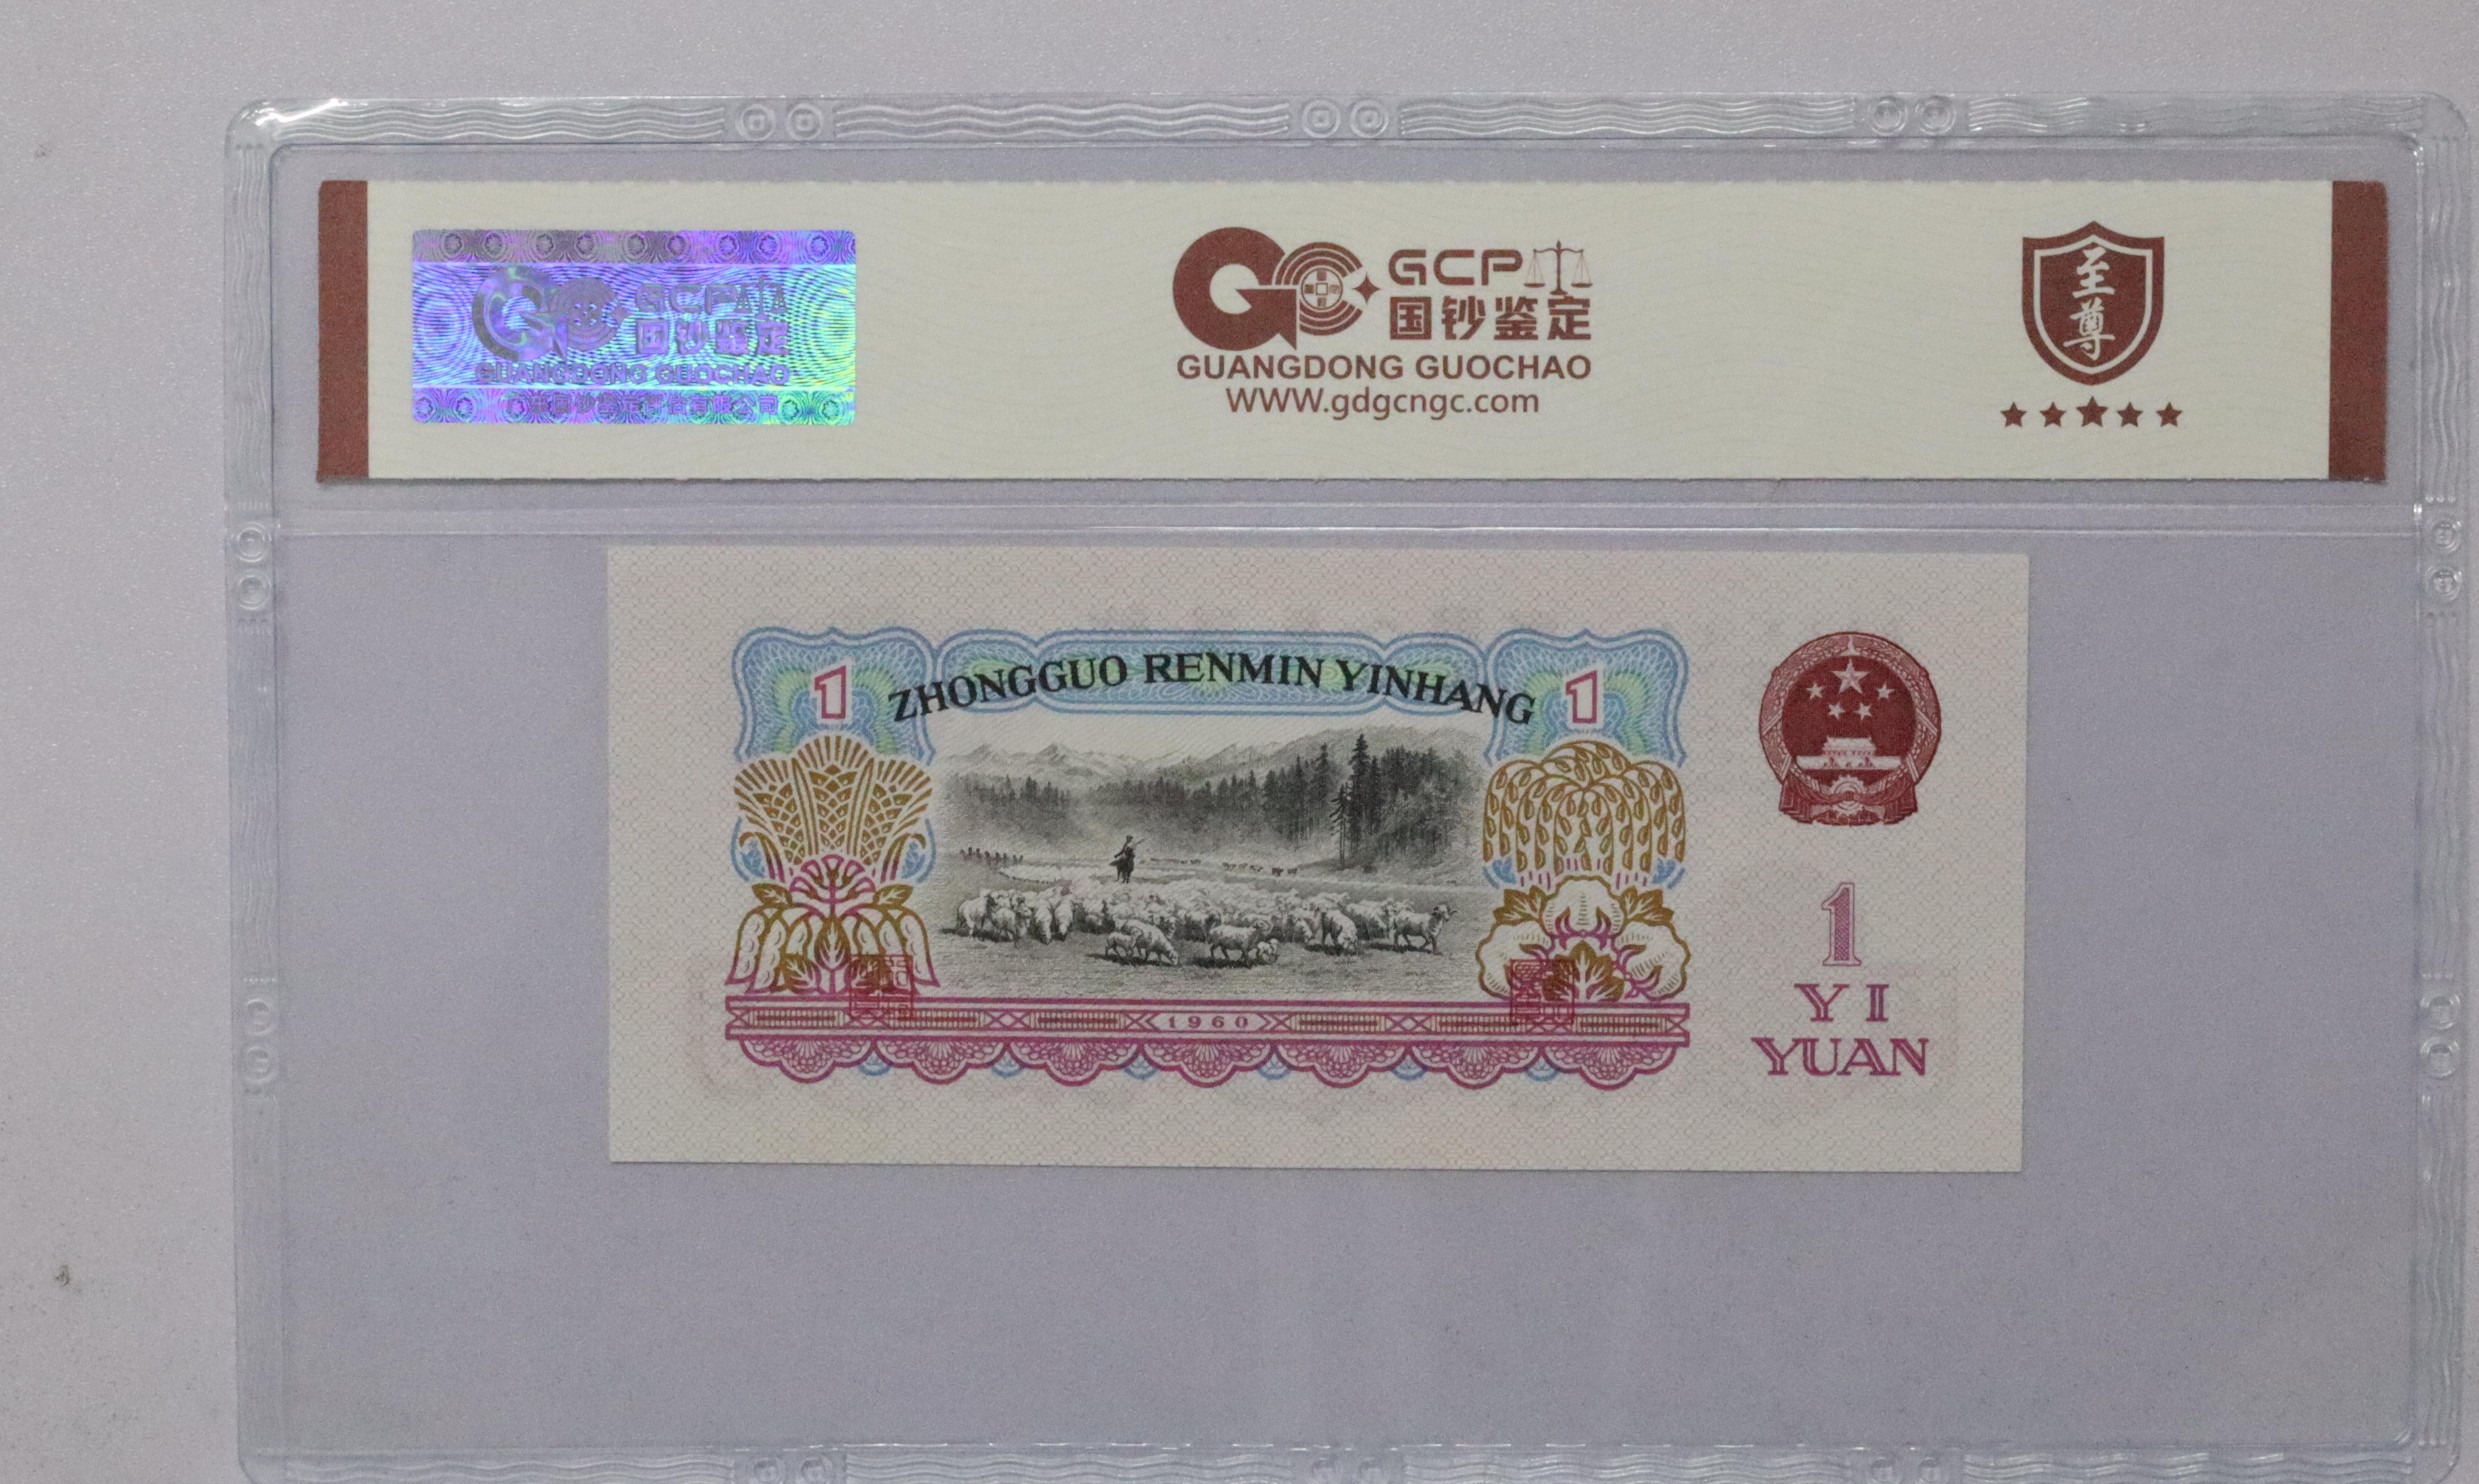 GCP
国钞鉴定
GUANGDONG GUOCHAO
GCP
国钞鉴定
GUANGDONG GUOCHAO
WWW.gdgcngc.com
至尊
1
ZHONGGUO RENMIN YINHANG
1
1960
1
YI
YUAN